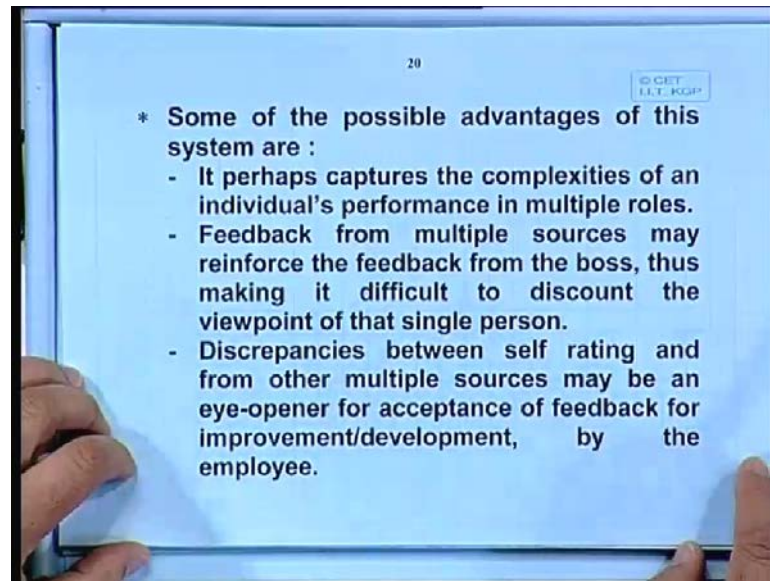 20
© CET
I.I.T. KGP
* Some of the possible advantages of this
system are :
- It perhaps captures the complexities of an
individual's performance in multiple roles.
- Feedback from multiple sources may
reinforce the feedback from the boss, thus
making it difficult to discount the
viewpoint of that single person.
- Discrepancies between self rating and
from other multiple sources may be an
eye-opener for acceptance of feedback for
improvement/development, by the
employee.